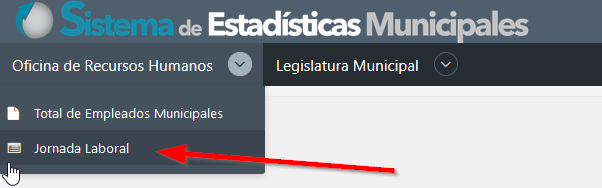 Sistema de Estadísticas Municipales
Oficina de Recursos Humanos Legislatura Municipal
Total de Empleados Municipales
Jornada Laboral